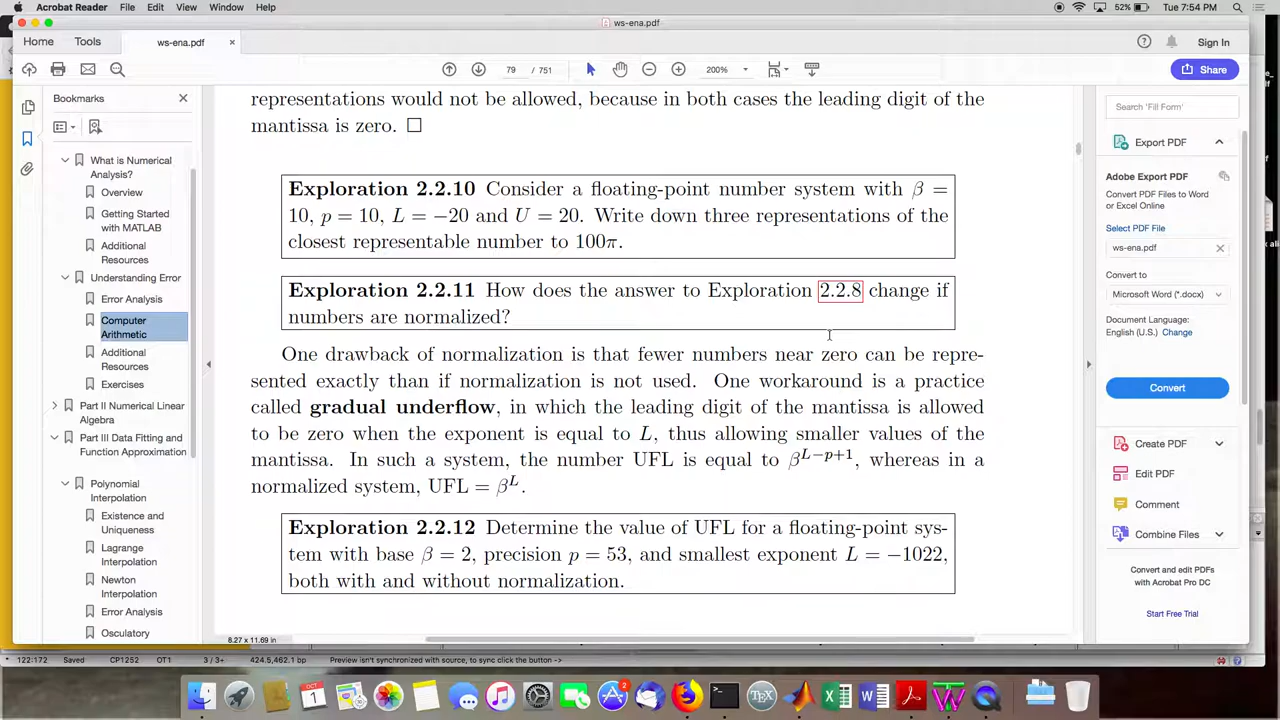 Acrobat Reader File Edit View Window Help 52% Tue 7:54 PM
ws-ena.pdf
Home Tools ws-ena.pdf × Sign In
79 / 751 200% Share
Bookmarks
What is Numerical
Analysis?
Overview
Getting Started
with MATLAB
Additional
Resources
Understanding Error
Error Analysis
Computer
Arithmetic
Additional
Resources
Exercises
Part II Numerical Linear
Algebra
Part III Data Fitting and
Function Approximation
Polynomial
Interpolation
Existence and
Uniqueness
Lagrange
Interpolation
Newton
Interpolation
Error Analysis
Osculatory
representations would not be allowed, because in both cases the leading digit of the
mantissa is zero. □
Exploration 2.2.10 Consider a floating-point number system with β =
10, p = 10, L = −20 and U = 20. Write down three representations of the
closest representable number to 100π.
Exploration 2.2.11 How does the answer to Exploration 2.2.8 change if
numbers are normalized?
One drawback of normalization is that fewer numbers near zero can be repre-
sented exactly than if normalization is not used. One workaround is a practice
called gradual underflow, in which the leading digit of the mantissa is allowed
to be zero when the exponent is equal to L, thus allowing smaller values of the
mantissa. In such a system, the number UFL is equal to β^{L−p+1}, whereas in a
normalized system, UFL = β^L.
Exploration 2.2.12 Determine the value of UFL for a floating-point sys-
tem with base β = 2, precision p = 53, and smallest exponent L = −1022,
both with and without normalization.
8.27 x 11.69 in
Search 'Fill Form'
Export PDF
Adobe Export PDF
Convert PDF Files to Word
or Excel Online
Select PDF File
ws-ena.pdf
Convert to
Microsoft Word (*.docx)
Document Language:
English (U.S.) Change
Convert
Create PDF
Edit PDF
Comment
Combine Files
Convert and edit PDFs
with Acrobat Pro DC
Start Free Trial
122:172 Saved CP1252 OT1 3 / 3+ 424.5,462.1 bp Preview isn't synchronized with source, to sync click the button ->
OCT
1
2
TEX